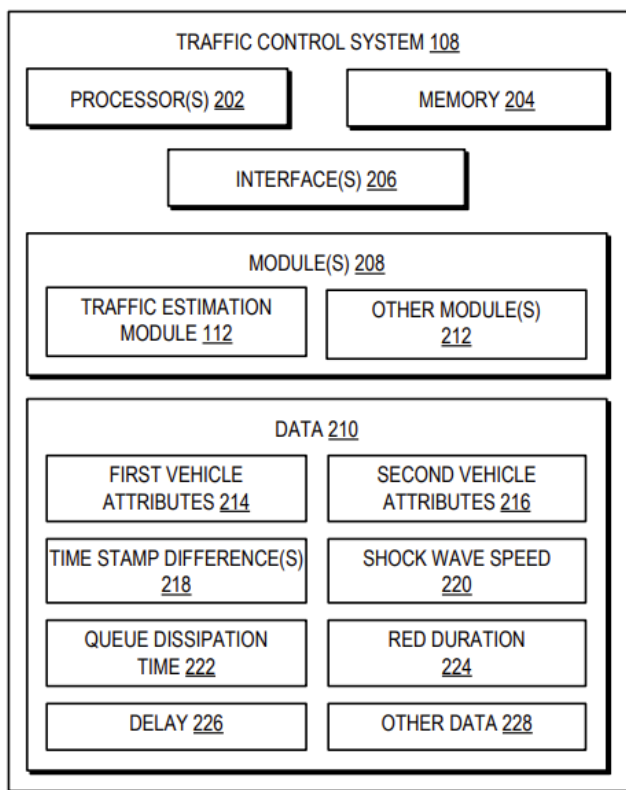 TRAFFIC CONTROL SYSTEM 108
PROCESSOR(S) 202
MEMORY 204
INTERFACE(S) 206
MODULE(S) 208
TRAFFIC ESTIMATION
MODULE 112
OTHER MODULE(S)
212
DATA 210
FIRST VEHICLE
ATTRIBUTES 214
SECOND VEHICLE
ATTRIBUTES 216
TIME STAMP DIFFERENCE(S)
218
SHOCK WAVE SPEED
220
QUEUE DISSIPATION
TIME 222
RED DURATION
224
DELAY 226
OTHER DATA 228